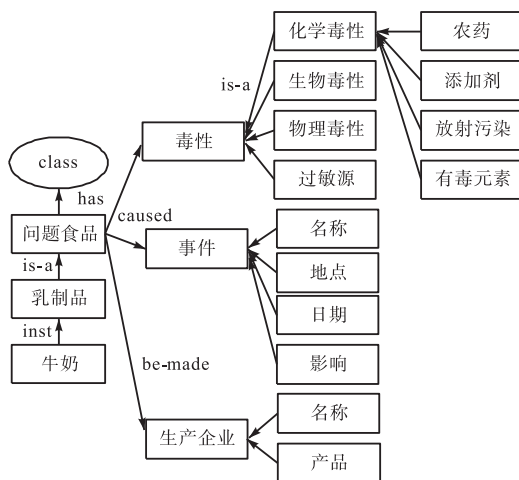 化学毒性
农药
is-a
生物毒性
添加剂
毒性
物理毒性
放射污染
class
过敏源
有毒元素
has
caused
问题食品
事件
名称
地点
is-a
乳制品
日期
inst
牛奶
be-made
影响
名称
生产企业
产品